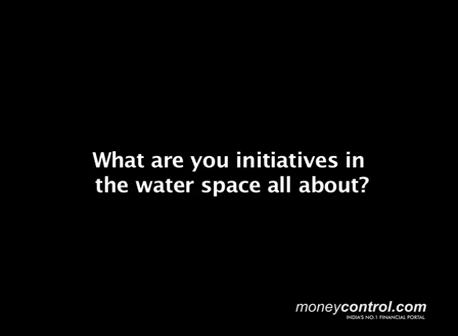 What are you initiatives in
the water space all about?
moneycontrol.com
INDIA'S NO.1 FINANCIAL PORTAL